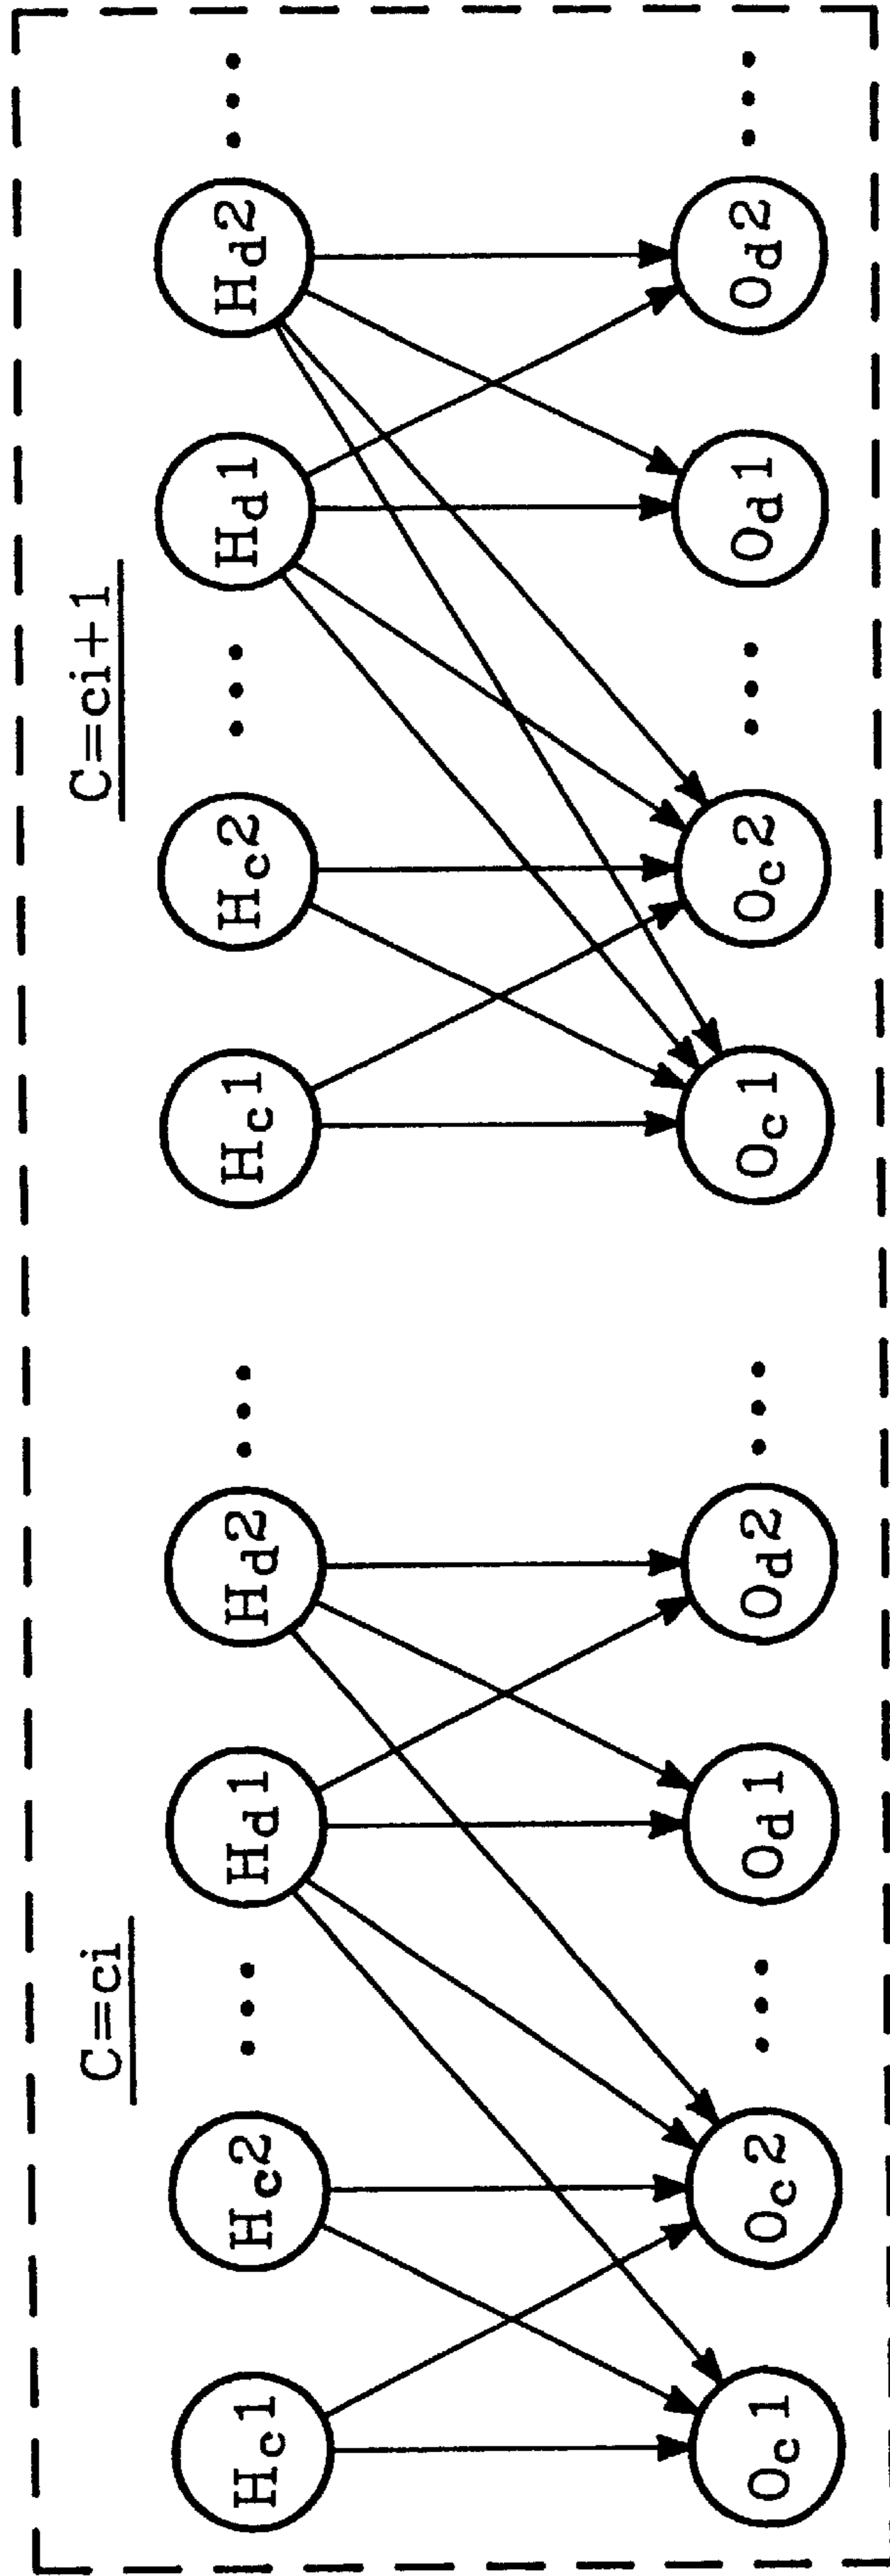 C=ci
Hc1 Hc2 ... Hd1 Hd2 ...
Oc1 Oc2 ... Od1 Od2 ...
C=ci+1
Hc1 Hc2 ... Hd1 Hd2 ...
Oc1 Oc2 ... Od1 Od2 ...